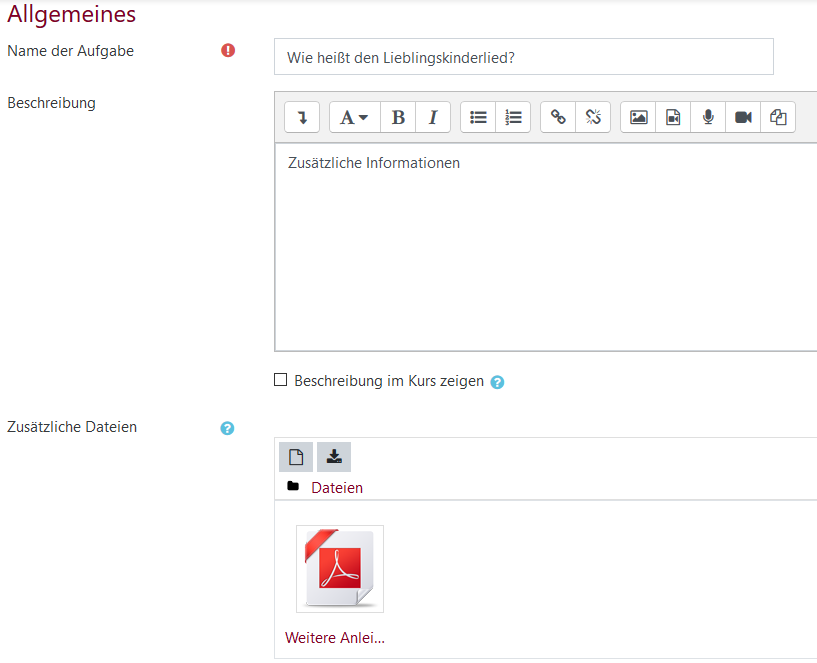 Allgemeines
Name der Aufgabe
Wie heißt den Lieblingskinderlied?
Beschreibung
A B I
Zusätzliche Informationen
Beschreibung im Kurs zeigen
Zusätzliche Dateien
Dateien
Weitere Anlei...